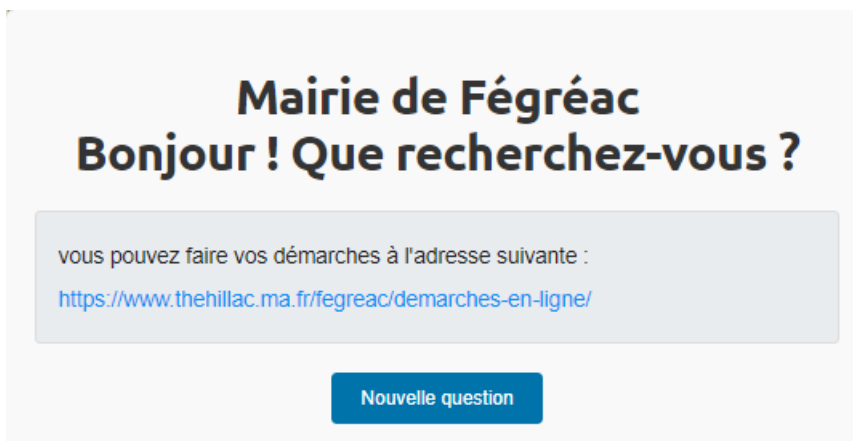 Mairie de Fégréac
Bonjour ! Que recherchez-vous ?
vous pouvez faire vos démarches à l'adresse suivante :
https://www.thehillac.ma.fr/fegreac/demarches-en-ligne/
Nouvelle question